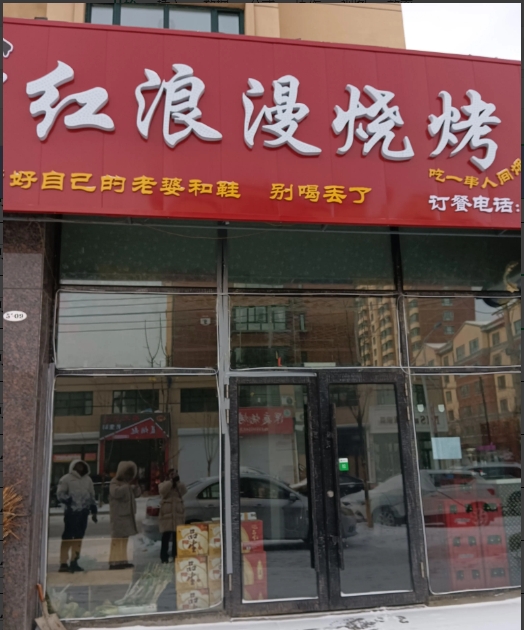 红浪漫烧烤
好自己的老婆和鞋 别喝丢了
吃一串人间
订餐电话: